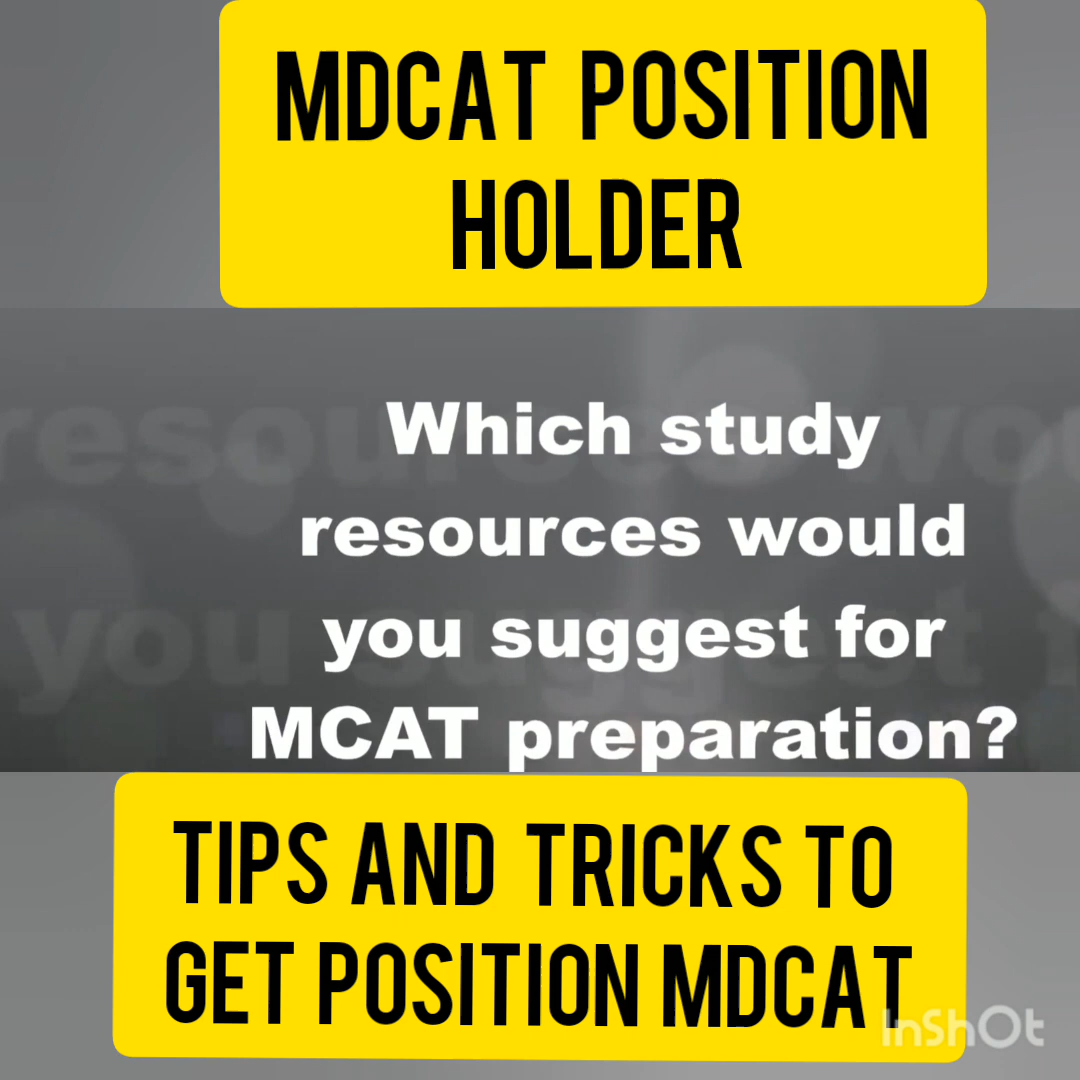 MDCAT POSITION
HOLDER
Which study
resources would
you suggest for
MCAT preparation?
TIPS AND TRICKS TO
GET POSITION MDCAT
InShOt